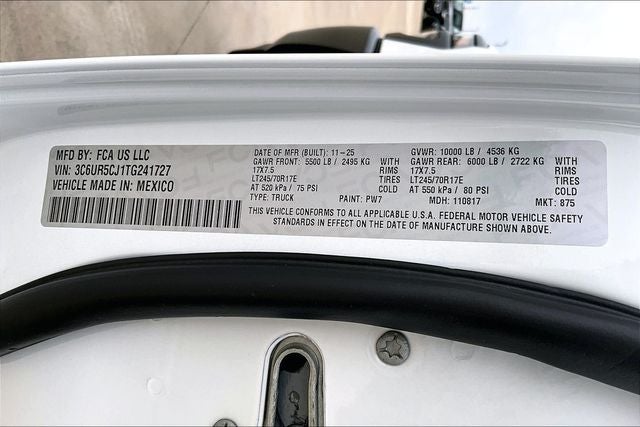 MFD BY: FCA US LLC
VIN: 3C6UR5CJ1TG241727
VEHICLE MADE IN: MEXICO
DATE OF MFR (BUILT): 11-25
GAWR FRONT: 5500 LB / 2495 KG WITH
17X7.5 RIMS
LT245/70R17E TIRES
AT 520 kPa / 75 PSI COLD
TYPE: TRUCK PAINT: PW7
GVWR: 10000 LB / 4536 KG
GAWR REAR: 6000 LB / 2722 KG WITH
17X7.5 RIMS
LT245/70R17E TIRES
AT 550 kPa / 80 PSI COLD
MDH: 110817 MKT: 875
THIS VEHICLE CONFORMS TO ALL APPLICABLE U.S.A. FEDERAL MOTOR VEHICLE SAFETY
STANDARDS IN EFFECT ON THE DATE OF MANUFACTURE SHOWN ABOVE.